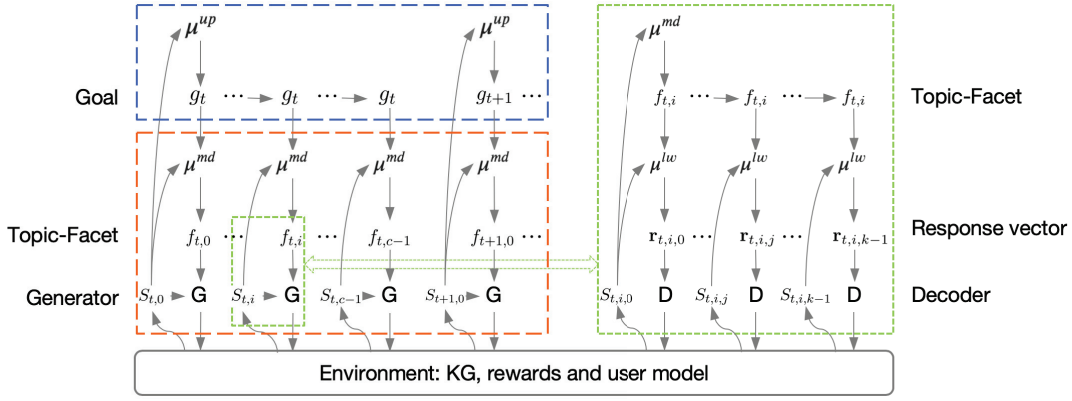 μ^{up} μ^{up} μ^{md}
Goal g_t ··· g_t ··· g_t g_{t+1} ··· f_{t,i} ··· f_{t,i} ··· f_{t,i} Topic-Facet
μ^{md} μ^{md} μ^{md} μ^{md} μ^{lw} μ^{lw} μ^{lw}
Topic-Facet f_{t,0} ··· f_{t,i} ··· f_{t,c−1} f_{t+1,0} ··· r_{t,i,0} ··· r_{t,i,j} ··· r_{t,i,k−1} Response vector
Generator S_{t,0} G S_{t,i} G S_{t,c−1} G S_{t+1,0} G S_{t,i,0} D S_{t,i,j} D S_{t,i,k−1} D Decoder
Environment: KG, rewards and user model